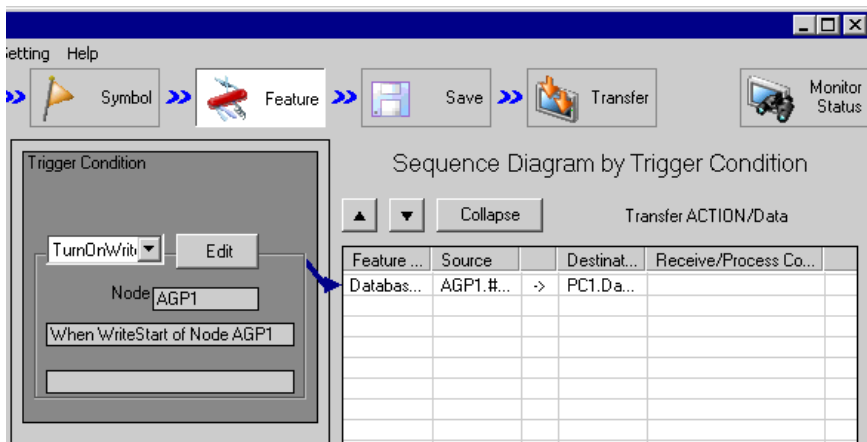 Setting Help
Symbol Feature Save Transfer Monitor Status
Trigger Condition
Sequence Diagram by Trigger Condition
Collapse Transfer ACTION/Data
TurnOnWrit Edit
Feature ... Source Destinat... Receive/Process Co...
Databas... AGP1.#... -> PC1.Da...
Node AGP1
When WriteStart of Node AGP1